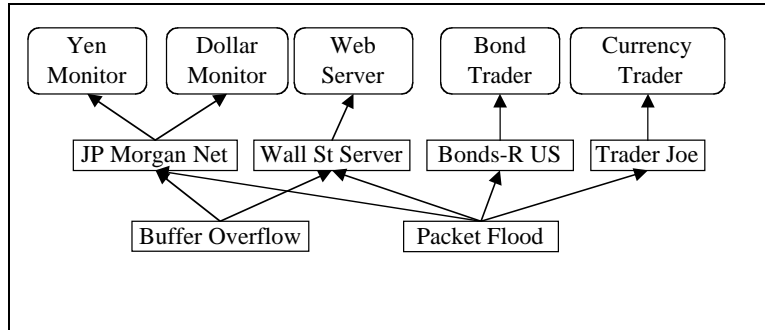 Yen
Monitor
Dollar
Monitor
Web
Server
Bond
Trader
Currency
Trader
JP Morgan Net
Wall St Server
Bonds-R US
Trader Joe
Buffer Overflow
Packet Flood